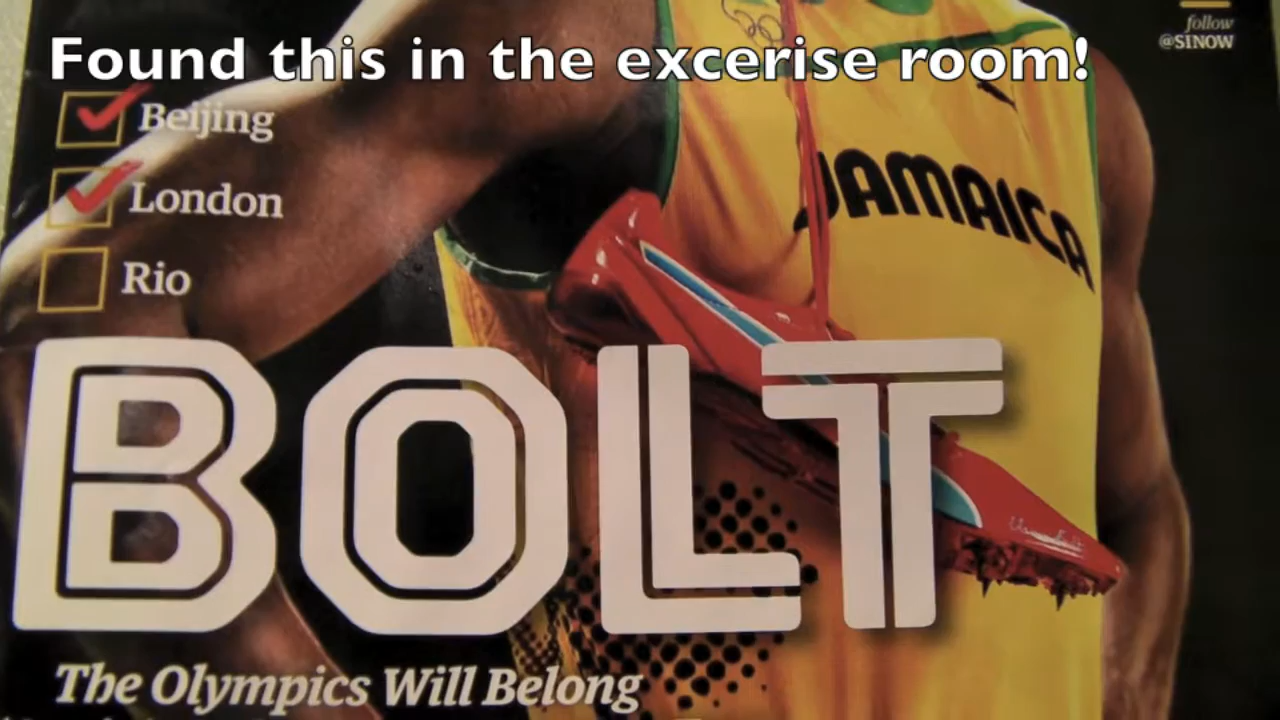 Found this in the excerise room!
follow
@SINOW
Beijing
London
Rio
JAMAICA
BOLT
The Olympics Will Belong